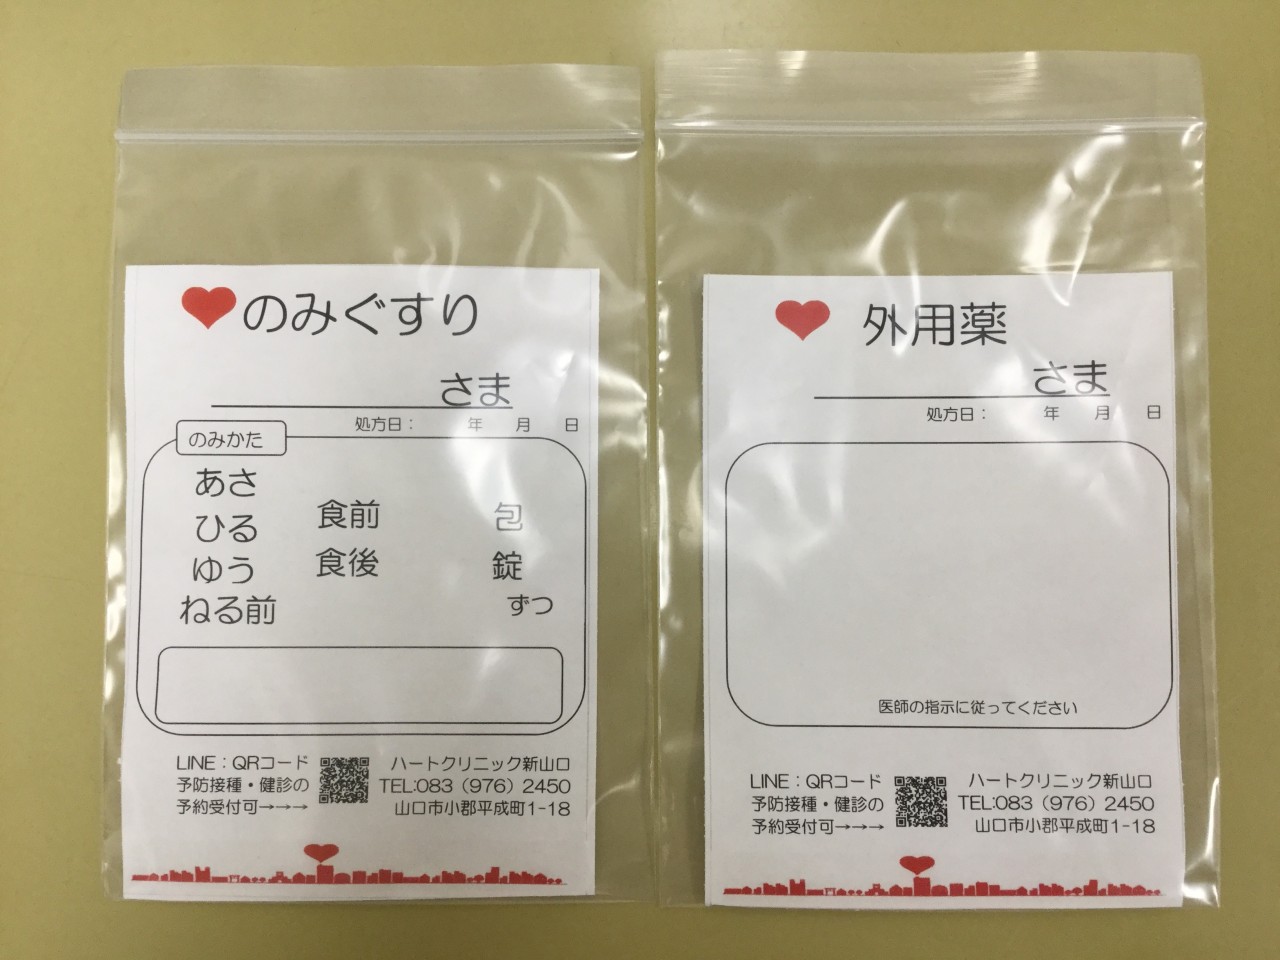 のみぐすり
さま
処方日： 年 月 日
のみかた
あさ
ひる
ゆう
ねる前
食前
食後
包
錠
ずつ
LINE：QRコード
予防接種・健診の
予約受付可→→→
ハートクリニック新山口
TEL:083（976）2450
山口市小郡平成町1-18
外用薬
さま
処方日： 年 月 日
医師の指示に従ってください
LINE：QRコード
予防接種・健診の
予約受付可→→→
ハートクリニック新山口
TEL:083（976）2450
山口市小郡平成町1-18